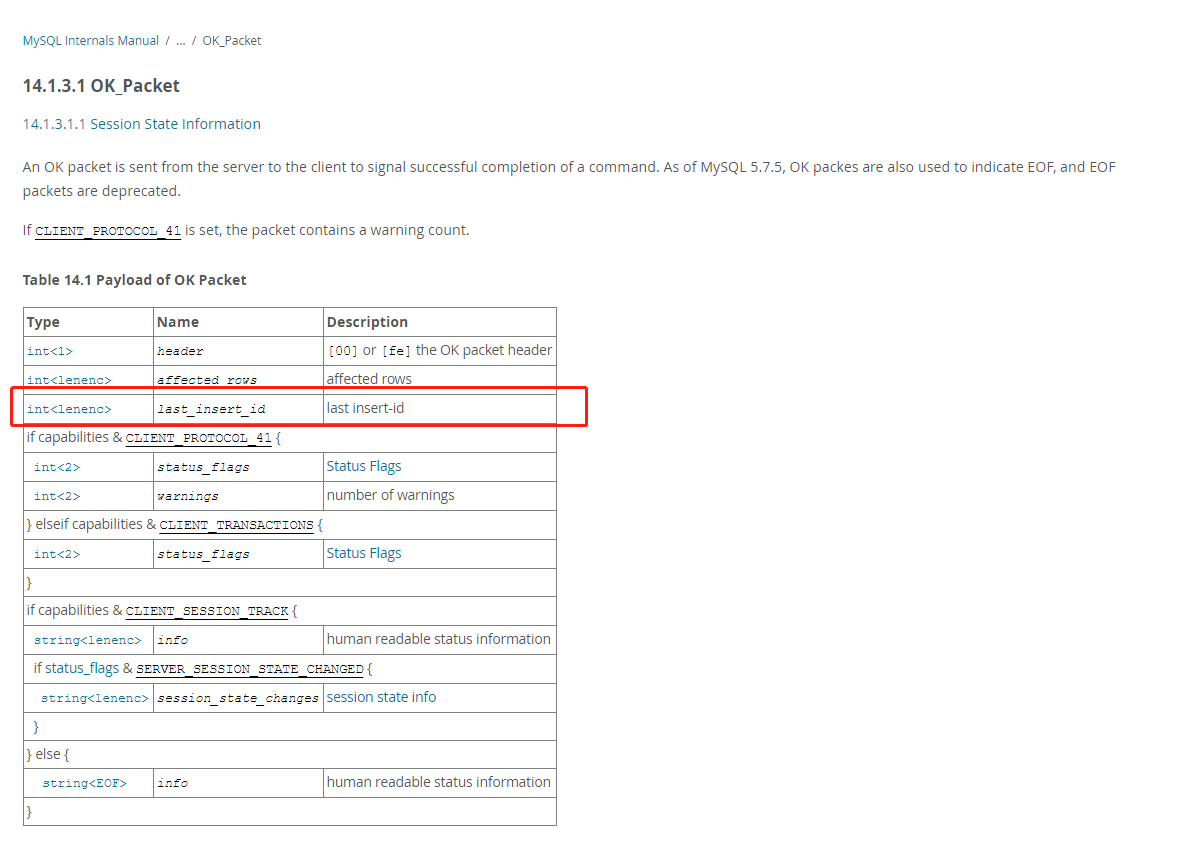 MySQL Internals Manual / ... / OK_Packet
14.1.3.1 OK_Packet
14.1.3.1.1 Session State Information
An OK packet is sent from the server to the client to signal successful completion of a command. As of MySQL 5.7.5, OK packes are also used to indicate EOF, and EOF
packets are deprecated.
If CLIENT_PROTOCOL_41 is set, the packet contains a warning count.
Table 14.1 Payload of OK Packet
Type Name Description
int<1> header [00] or [fe] the OK packet header
int<lenenc> affected_rows affected rows
int<lenenc> last_insert_id last insert-id
if capabilities & CLIENT_PROTOCOL_41 {
int<2> status_flags Status Flags
int<2> warnings number of warnings
} elseif capabilities & CLIENT_TRANSACTIONS {
int<2> status_flags Status Flags
}
if capabilities & CLIENT_SESSION_TRACK {
string<lenenc> info human readable status information
if status_flags & SERVER_SESSION_STATE_CHANGED {
string<lenenc> session_state_changes session state info
}
} else {
string<EOF> info human readable status information
}